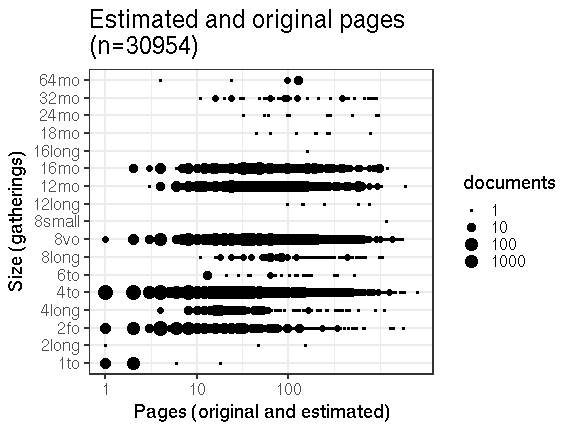 Estimated and original pages
(n=30954)
64mo
32mo
24mo
18mo
16long
16mo
12mo
12long
8small
8vo
8long
6to
4to
4long
2fo
2long
1to
Size (gatherings)
1
10
100
Pages (original and estimated)
documents
1
10
100
1000